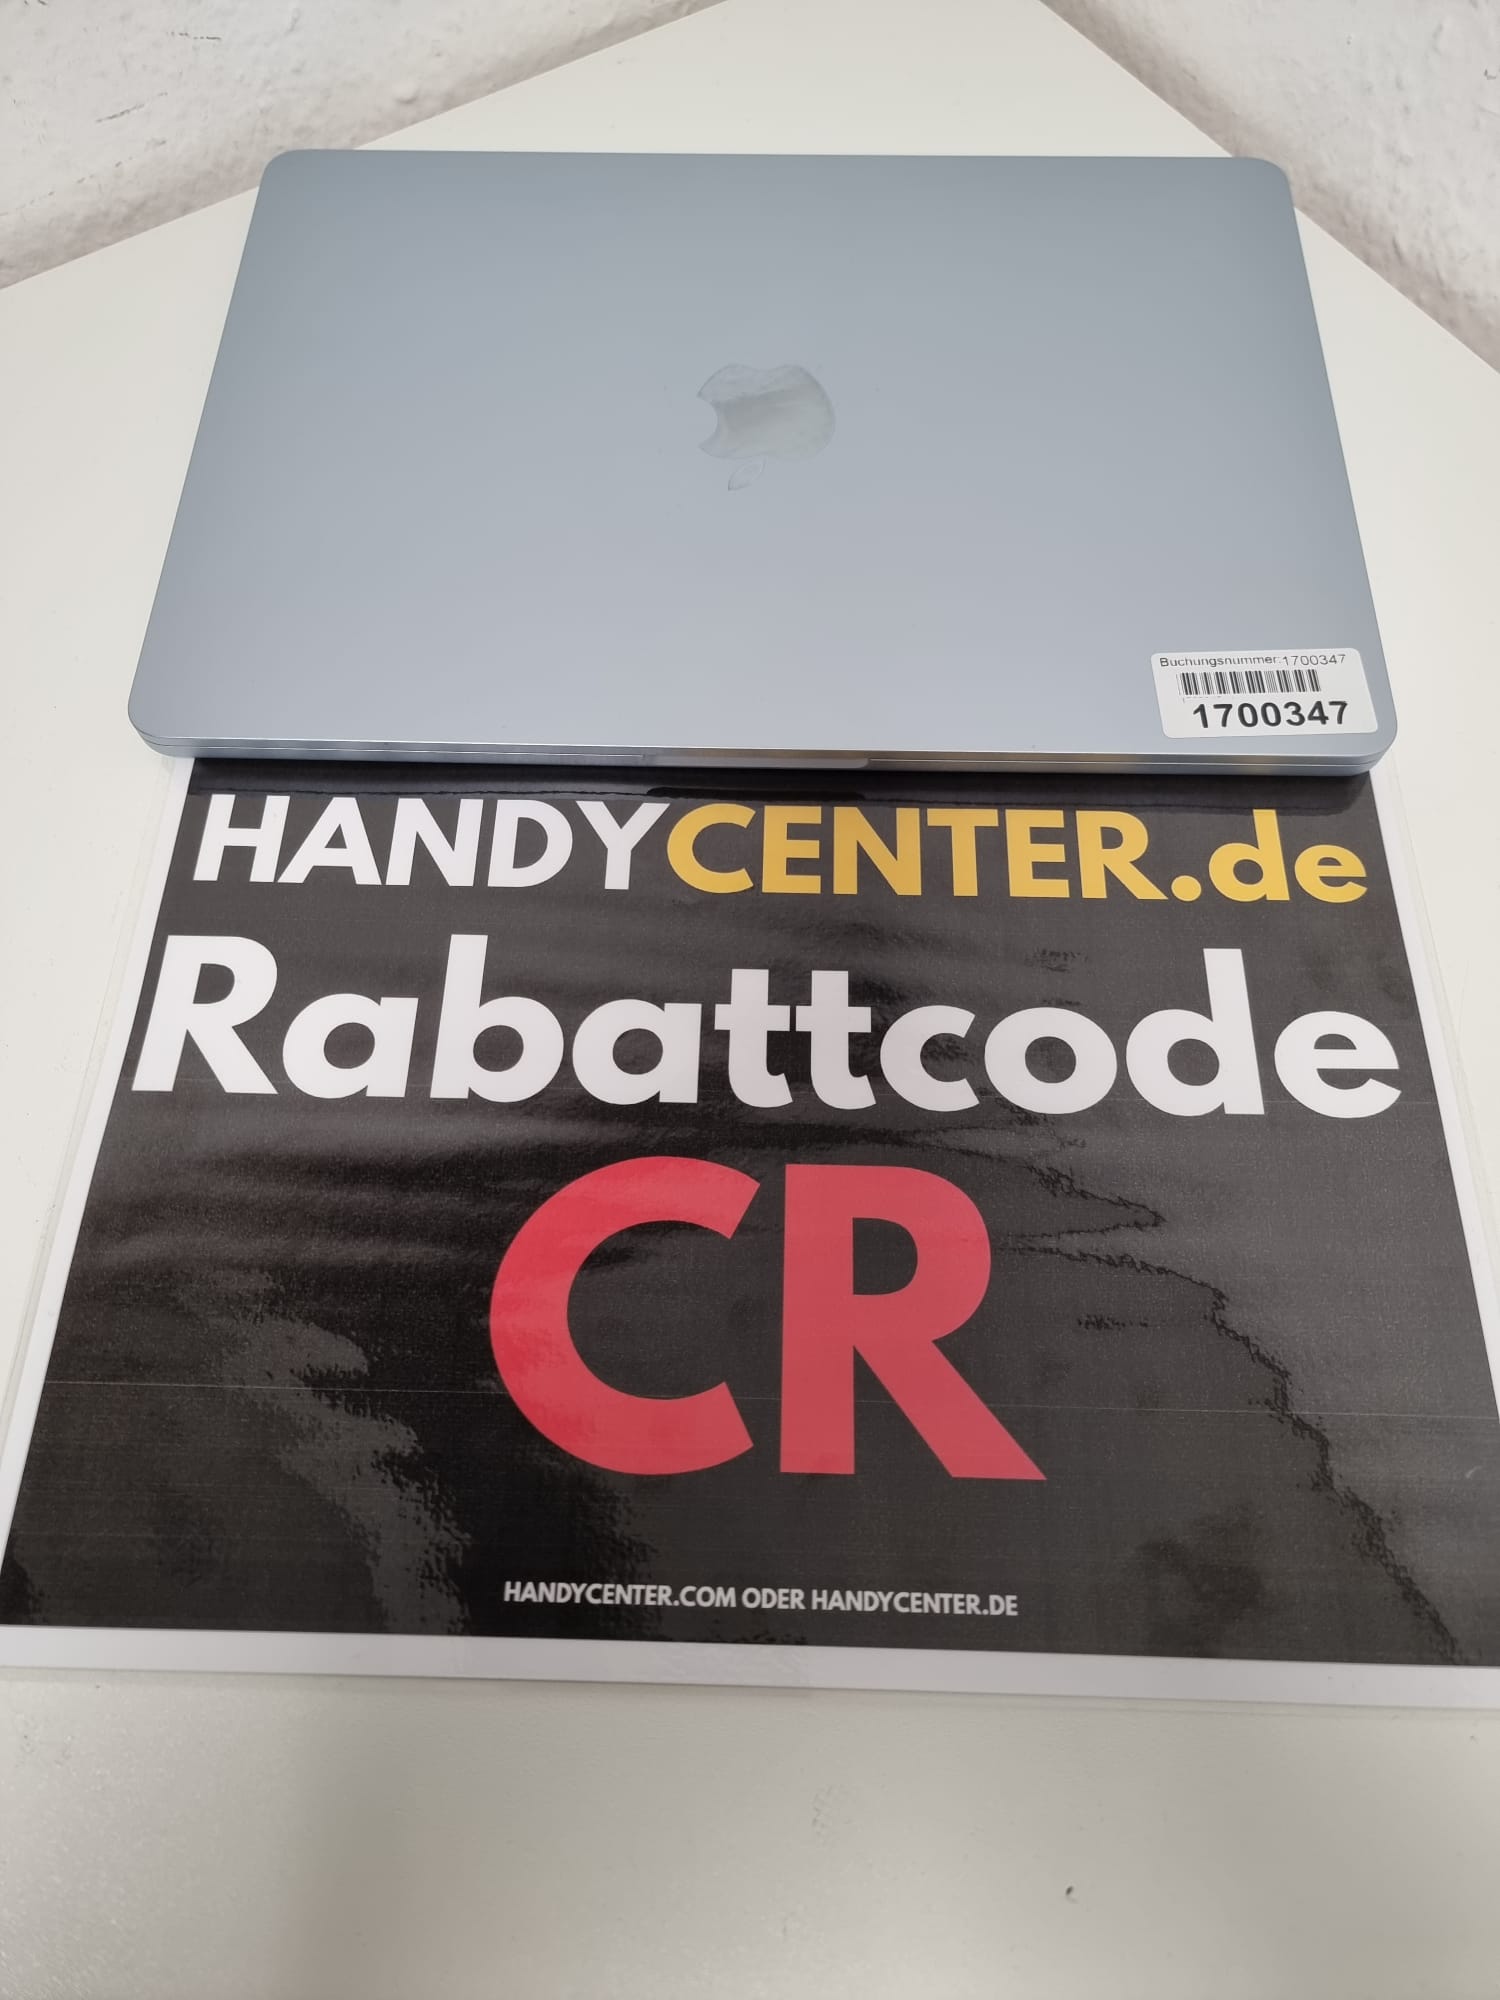 Buchungsnummer:1700347
1700347
HANDYCENTER.de
Rabattcode
CR
HANDYCENTER.COM ODER HANDYCENTER.DE